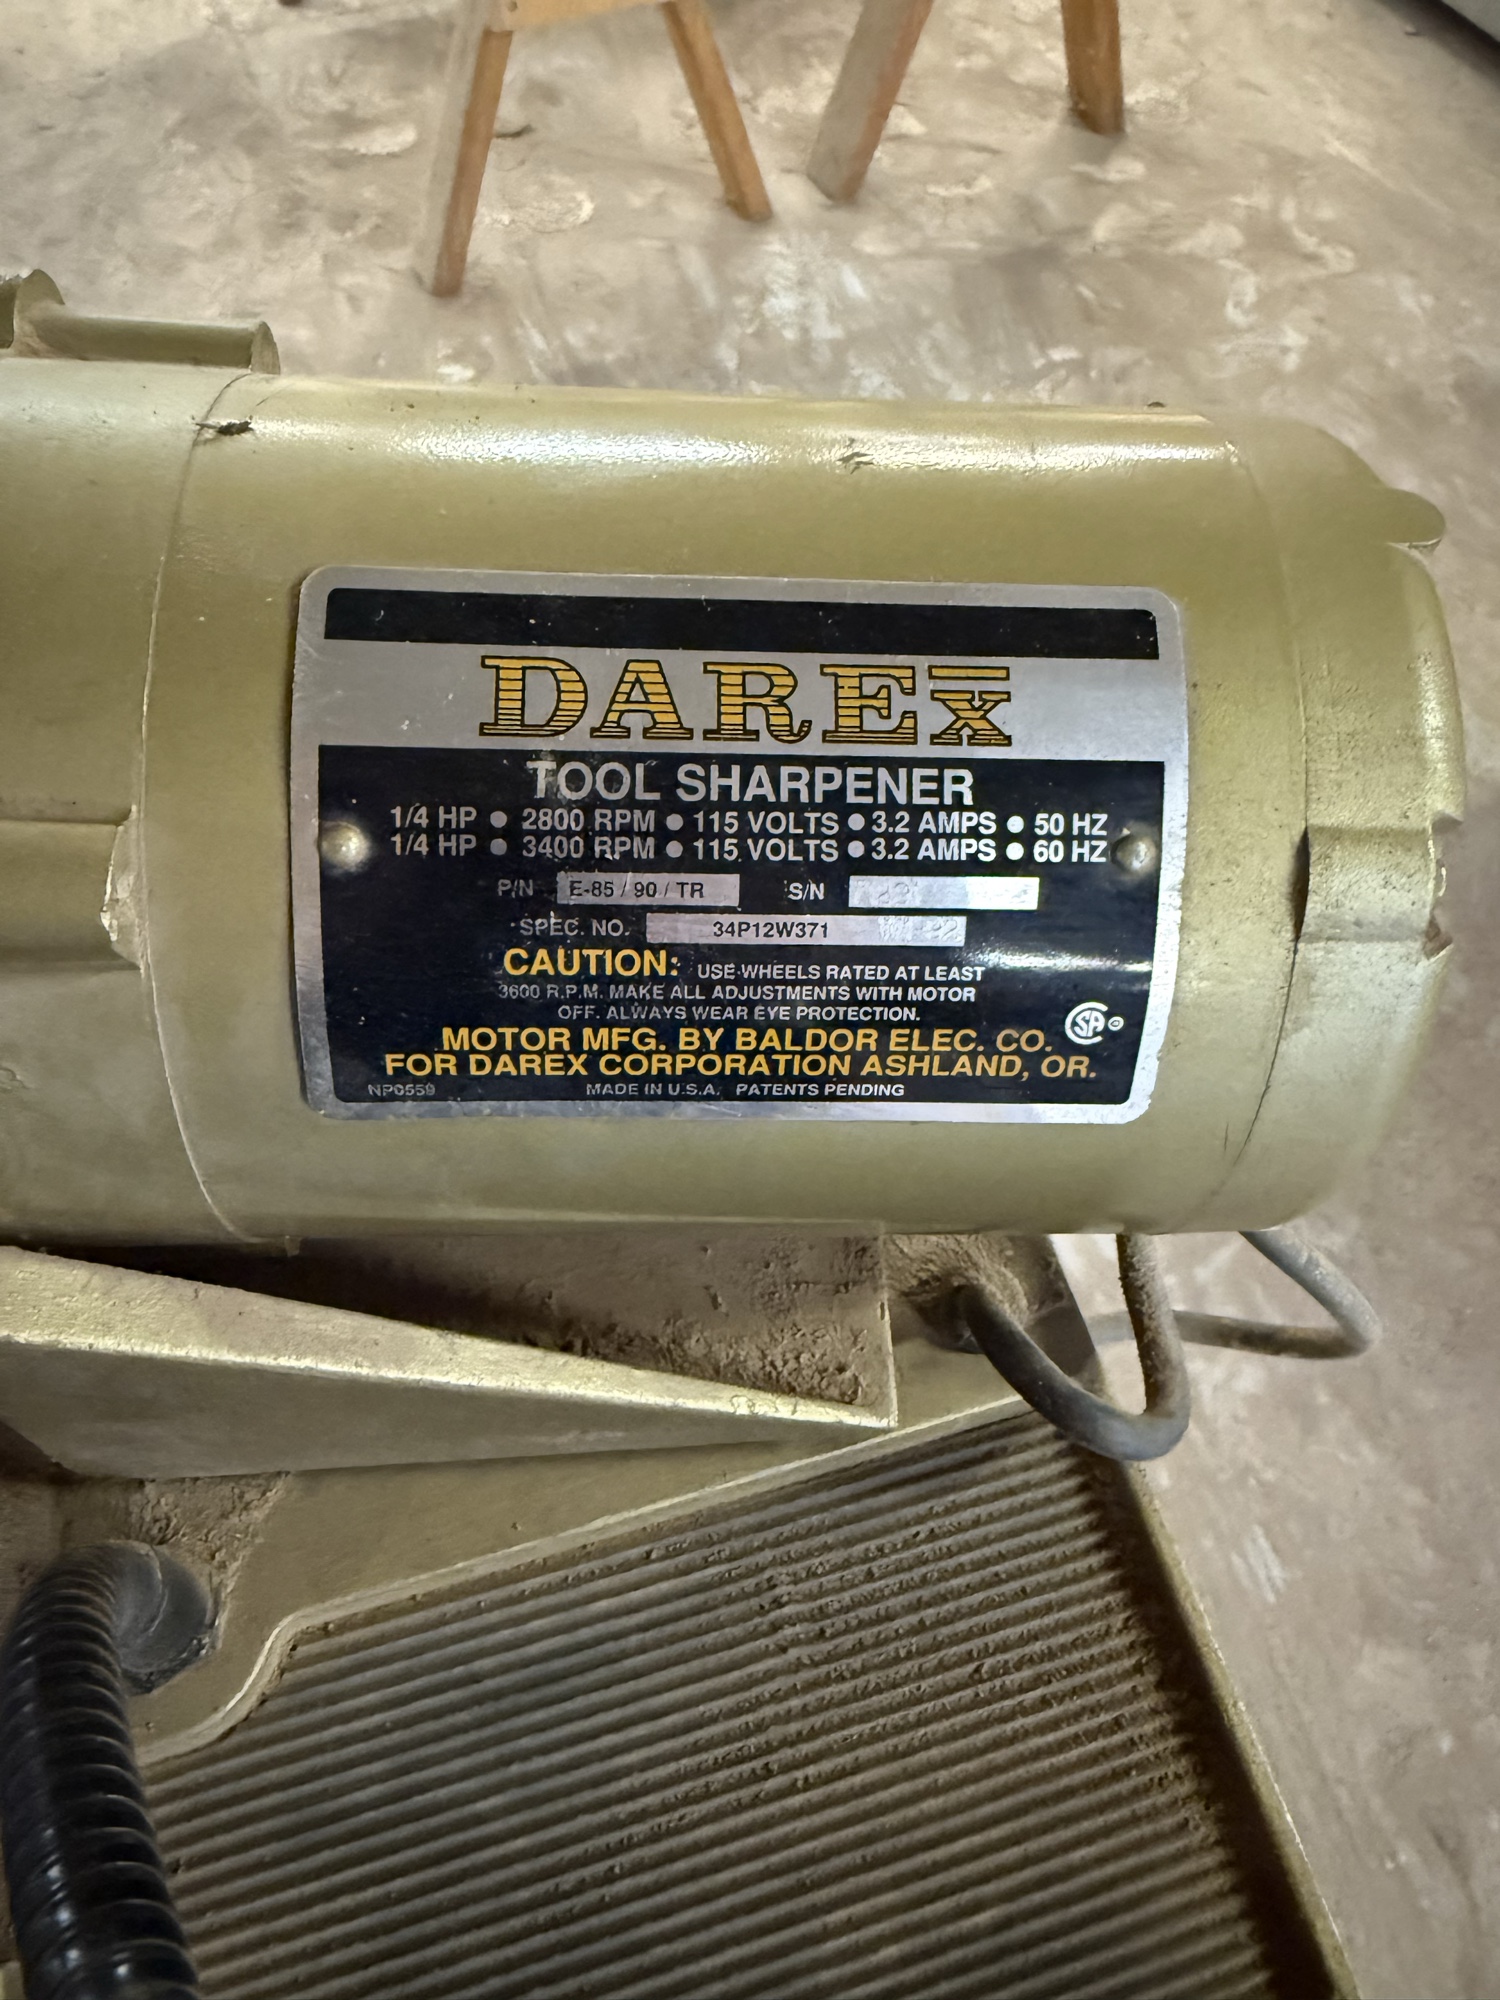 DAREX
TOOL SHARPENER
1/4 HP • 2800 RPM • 115 VOLTS • 3.2 AMPS • 50 HZ
1/4 HP • 3400 RPM • 115 VOLTS • 3.2 AMPS • 60 HZ
P/N E-85 / 90 / TR S/N
SPEC. NO. 34P12W371
CAUTION: USE WHEELS RATED AT LEAST
3600 R.P.M. MAKE ALL ADJUSTMENTS WITH MOTOR
OFF. ALWAYS WEAR EYE PROTECTION.
MOTOR MFG. BY BALDOR ELEC. CO.
FOR DAREX CORPORATION ASHLAND, OR.
NP0559 MADE IN U.S.A. PATENTS PENDING